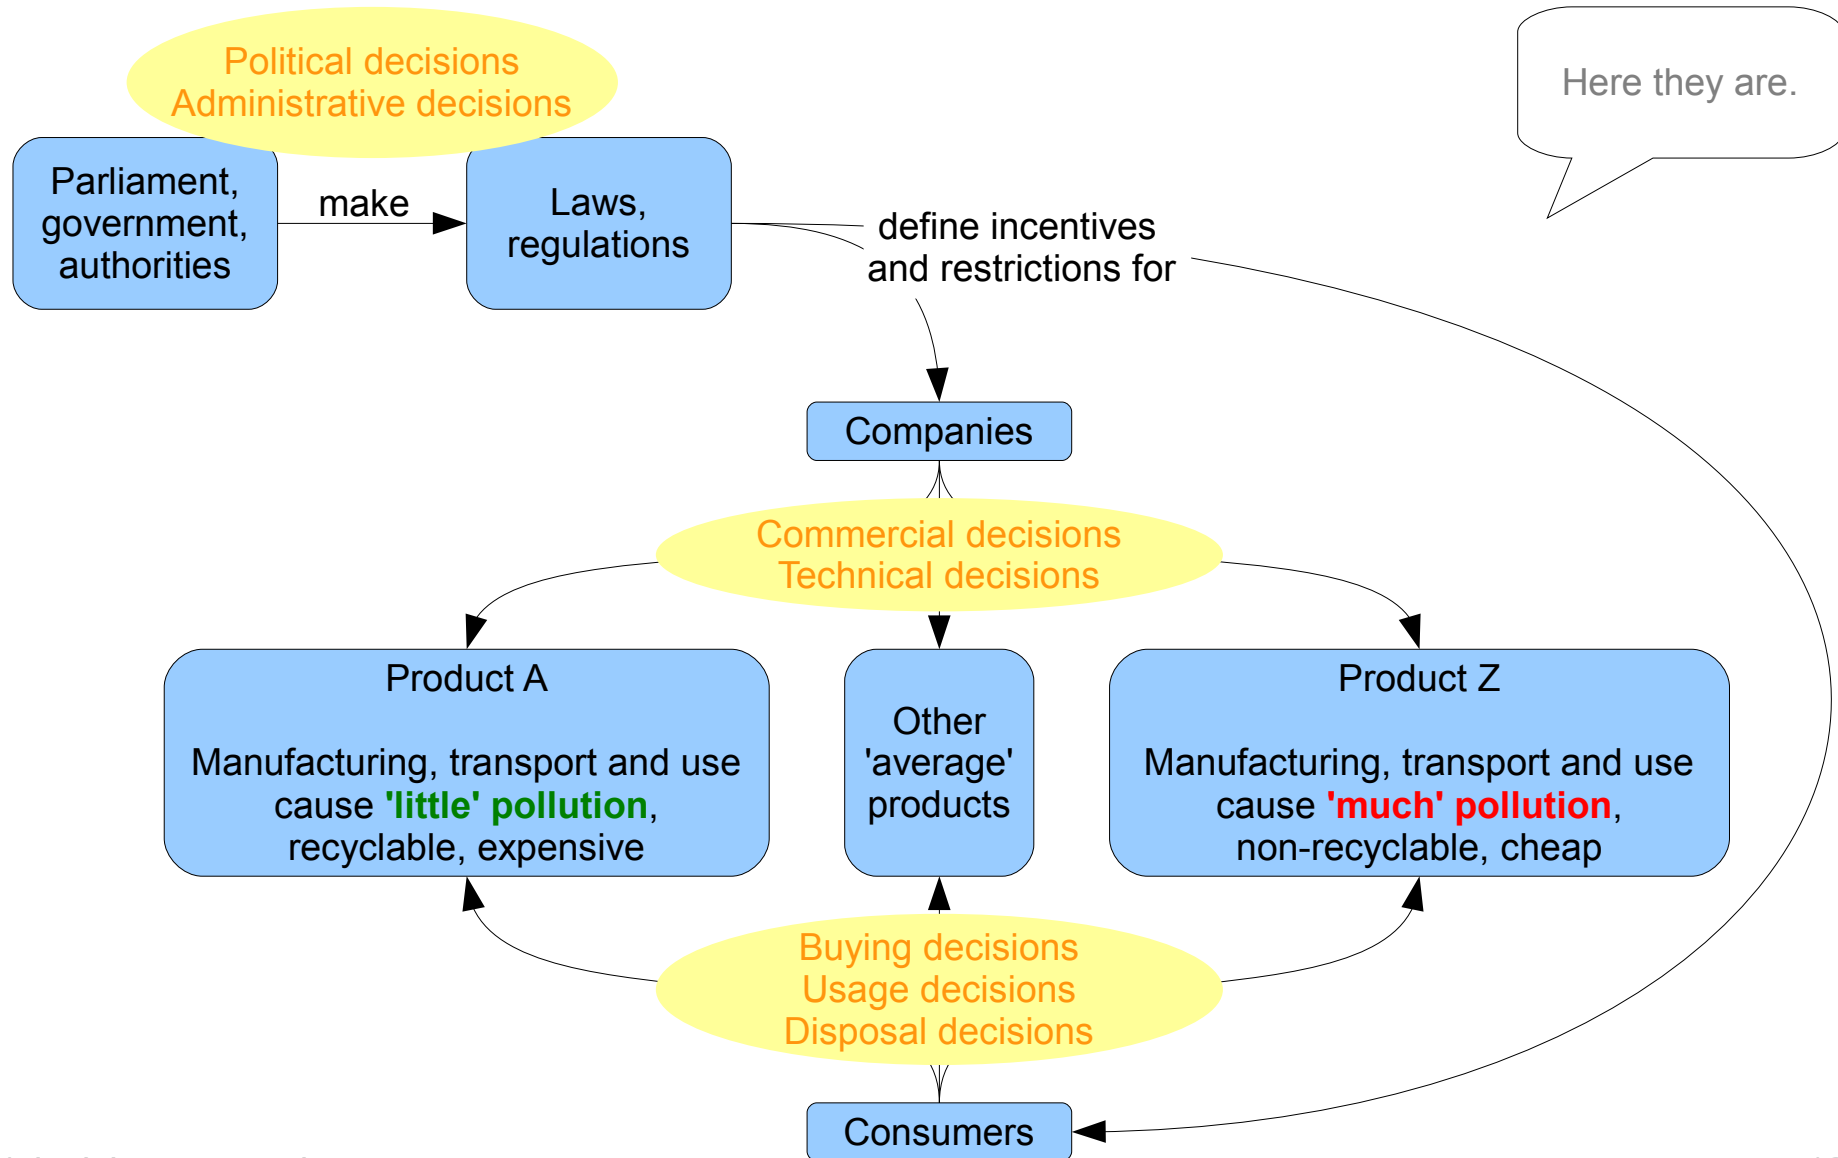 Political decisions
Administrative decisions
Here they are.
Parliament,
government,
authorities
make
Laws,
regulations
define incentives
and restrictions for
Companies
Commercial decisions
Technical decisions
Product A
Manufacturing, transport and use
cause 'little' pollution,
recyclable, expensive
Other
'average'
products
Product Z
Manufacturing, transport and use
cause 'much' pollution,
non-recyclable, cheap
Buying decisions
Usage decisions
Disposal decisions
Consumers